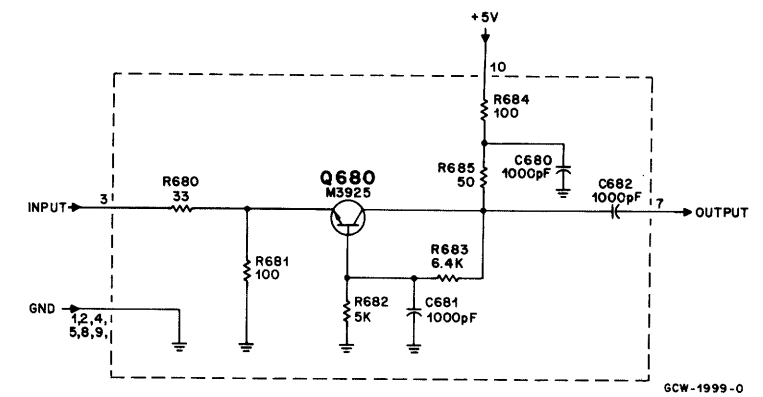 +5V
10
R684
100
R685
50
C680
1000pF
Q680
M3925
R680
33
INPUT
3
C682
1000pF
7
OUTPUT
R681
100
R683
6.4K
R682
5K
C681
1000pF
GND
1,2,4,
5,8,9,
GCW-1999-0